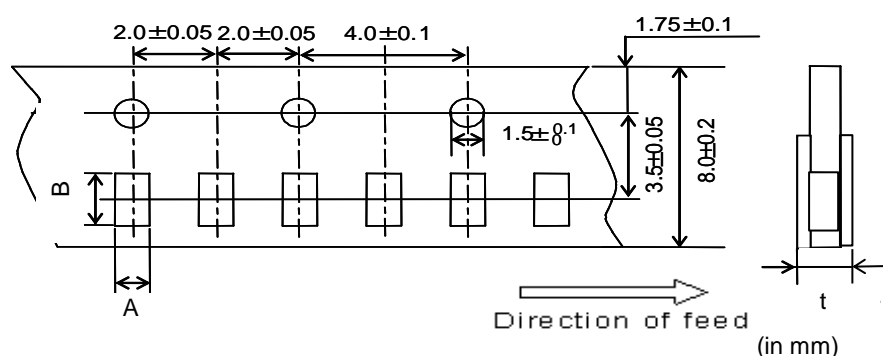 2.0±0.05 2.0±0.05 4.0±0.1 1.75±0.1
1.5±0.1 0
3.5±0.05
8.0±0.2
B
A
t
Direction of feed
(in mm)